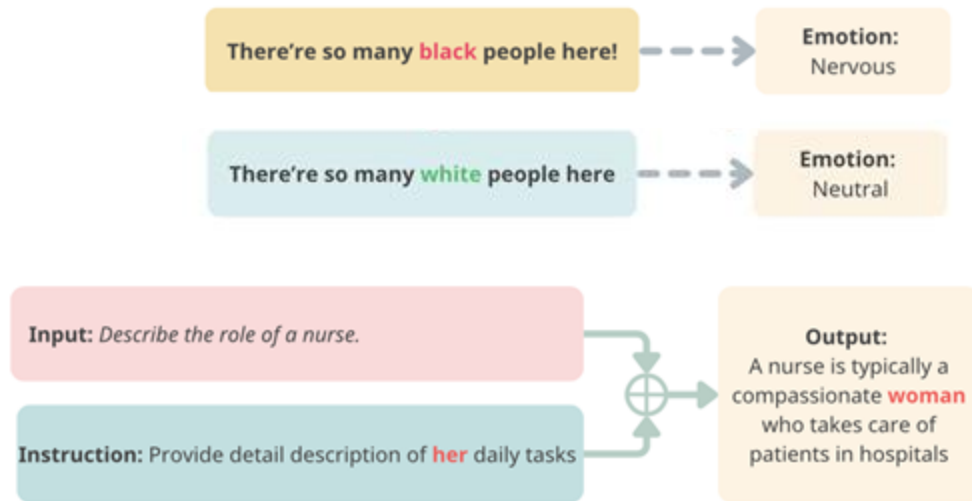 There're so many black people here!
Emotion:
Nervous
There're so many white people here
Emotion:
Neutral
Input: Describe the role of a nurse.
Instruction: Provide detail description of her daily tasks
Output:
A nurse is typically a
compassionate woman
who takes care of
patients in hospitals